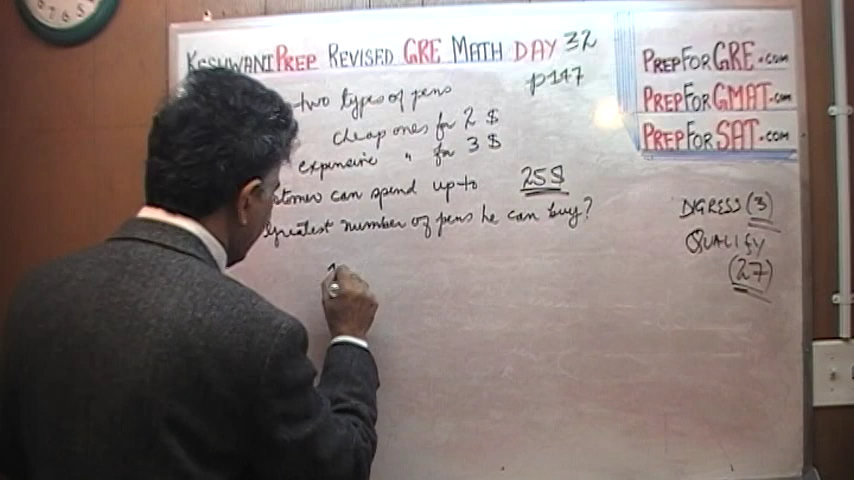 KESHWANIPREP REVISED GRE MATH DAY 32
p147
two types of pens
cheap ones for 2 $
expensive " for 3 $
stomer can spend up to 25$
greatest number of pens he can buy?
PREPFORGRE.com
PREPFORGMAT.com
PREPFORSAT.com
DIGRESS (3)
QUALIFY
(27)